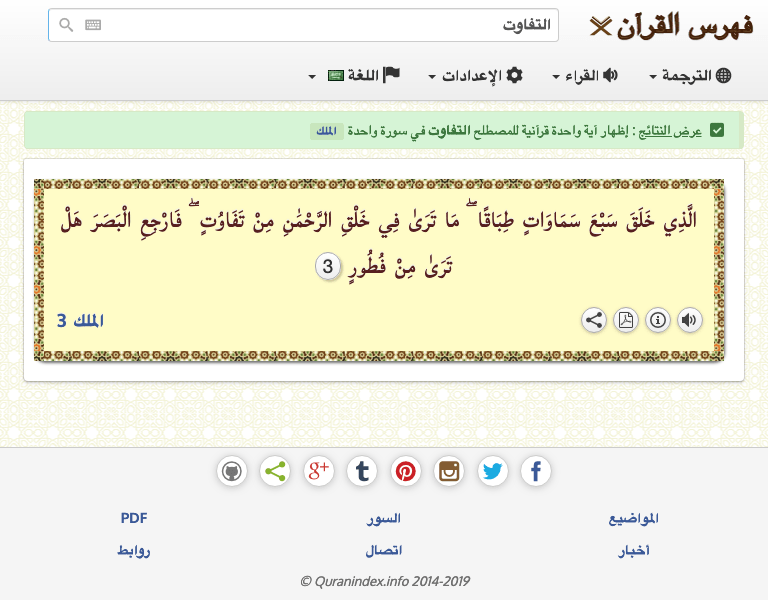 فهرس القرآن
التفاوت
الترجمة
القراء
الإعدادات
اللغة
عرض النتائج : إظهار آية واحدة قرآنية للمصطلح التفاوت في سورة واحدة الملك
الَّذِي خَلَقَ سَبْعَ سَمَاوَاتٍ طِبَاقًا ۖ مَا تَرَىٰ فِي خَلْقِ الرَّحْمَٰنِ مِنْ تَفَاوُتٍ ۖ فَارْجِعِ الْبَصَرَ هَلْ
تَرَىٰ مِنْ فُطُورٍ 3
الملك 3
المواضيع السور PDF
أخبار اتصال روابط
© Quranindex.info 2014-2019